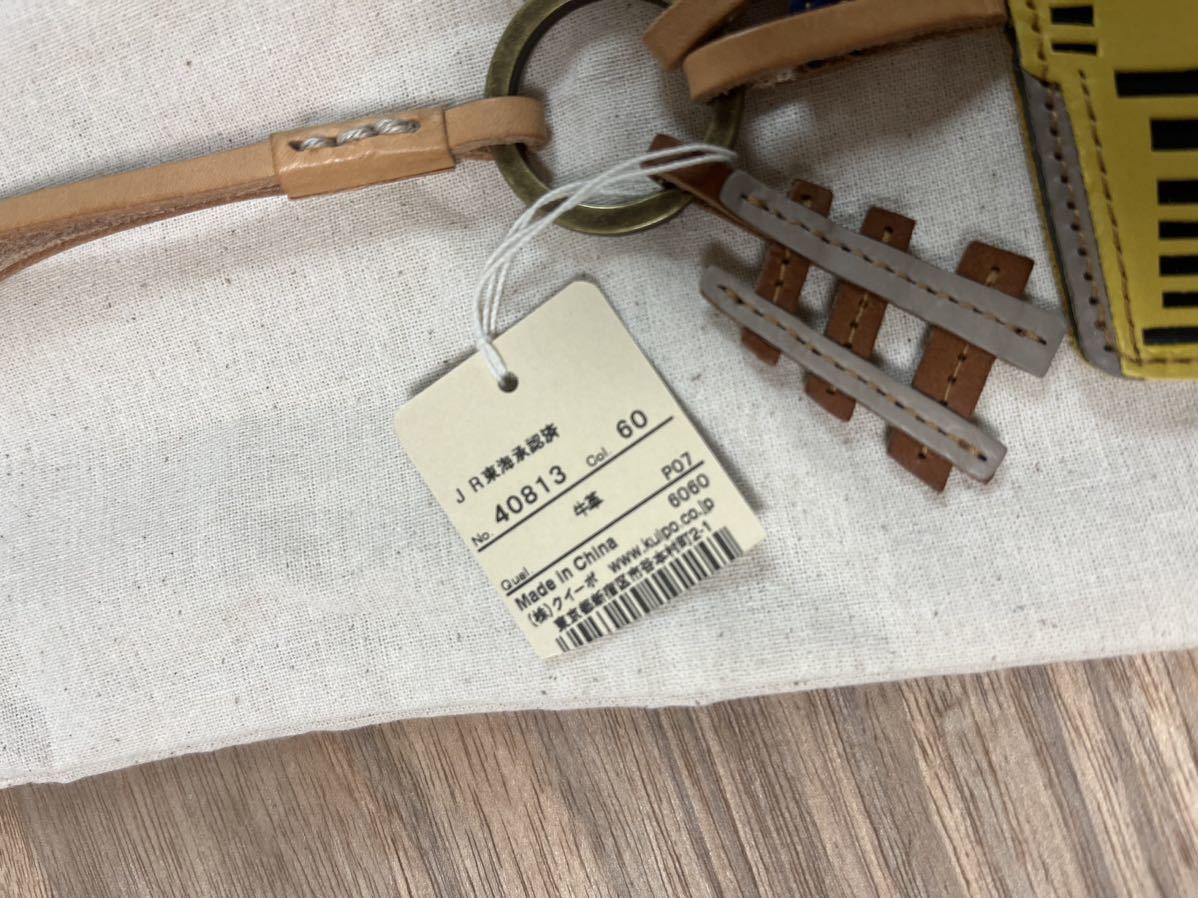 ＪＲ東海承認済
No. 40813 Col 60
牛革
Qual P07
Made in China 6060
(株)クイーポ www.kuipo.co.jp
東京都新宿区市谷本村町2-1